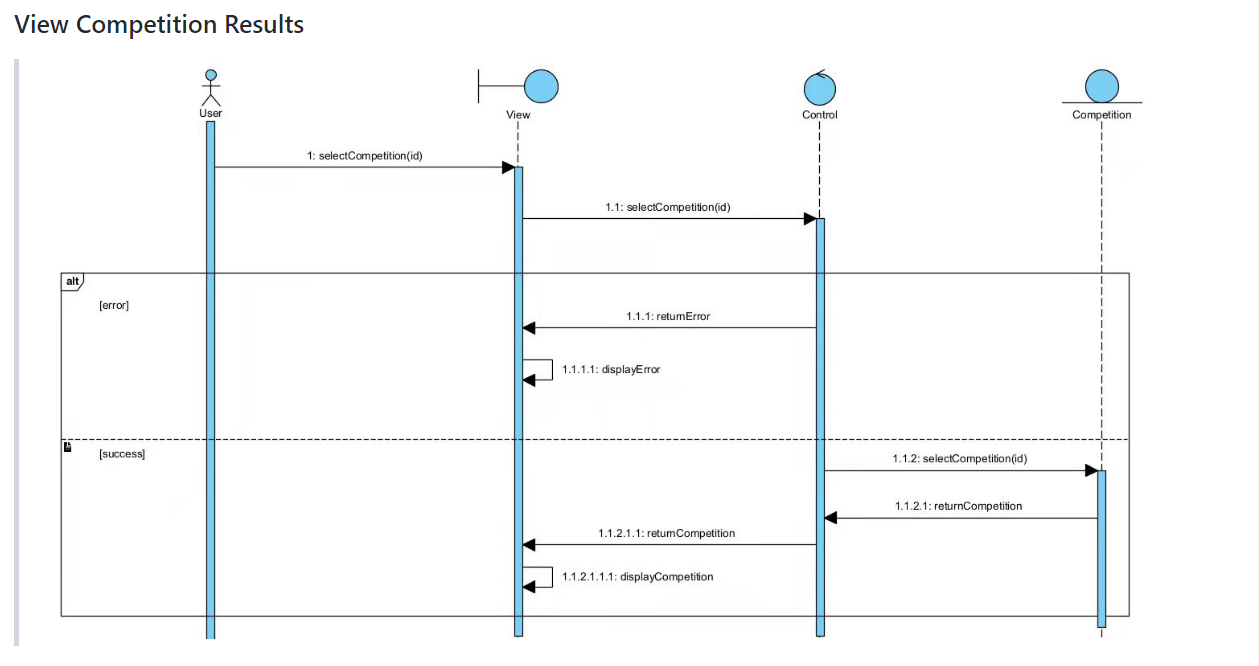 View Competition Results
User
View
Control
Competition
1: selectCompetition(id)
1.1: selectCompetition(id)
alt
[error]
1.1.1: returnError
1.1.1.1: displayError
[success]
1.1.2: selectCompetition(id)
1.1.2.1: returnCompetition
1.1.2.1.1: returnCompetition
1.1.2.1.1.1: displayCompetition